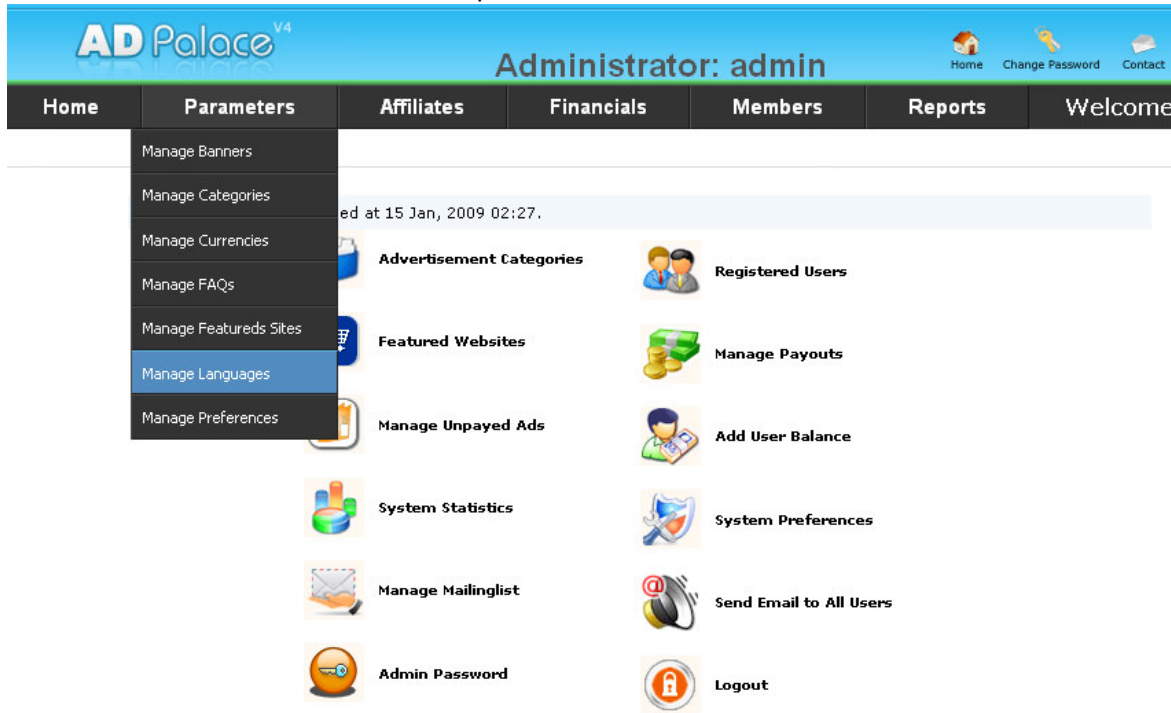 AD Palace V4
Administrator: admin
Home Change Password Contact
Home Parameters Affiliates Financials Members Reports Welcome
Manage Banners
Manage Categories
Manage Currencies
Manage FAQs
Manage Featureds Sites
Manage Languages
Manage Preferences
ed at 15 Jan, 2009 02:27.
Advertisement Categories
Registered Users
Featured Websites
Manage Payouts
Manage Unpayed Ads
Add User Balance
System Statistics
System Preferences
Manage Mailinglist
Send Email to All Users
Admin Password
Logout